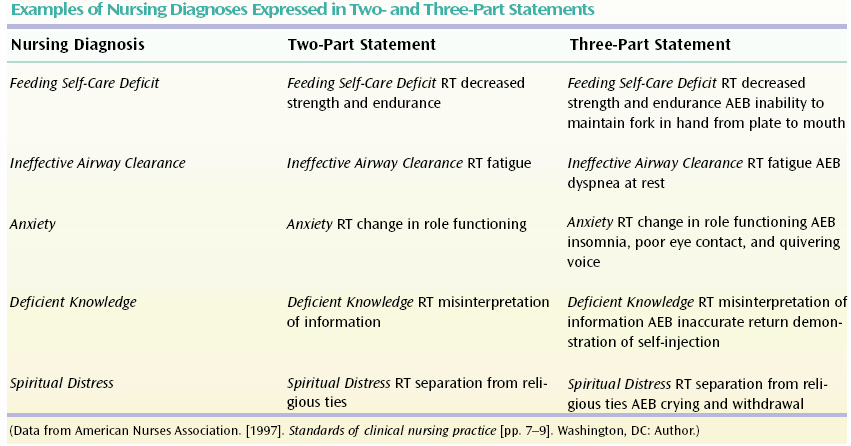 Examples of Nursing Diagnoses Expressed in Two- and Three-Part Statements
Nursing Diagnosis
Two-Part Statement
Three-Part Statement
Feeding Self-Care Deficit
Feeding Self-Care Deficit RT decreased
strength and endurance
Feeding Self-Care Deficit RT decreased
strength and endurance AEB inability to
maintain fork in hand from plate to mouth
Ineffective Airway Clearance
Ineffective Airway Clearance RT fatigue
Ineffective Airway Clearance RT fatigue AEB
dyspnea at rest
Anxiety
Anxiety RT change in role functioning
Anxiety RT change in role functioning AEB
insomnia, poor eye contact, and quivering
voice
Deficient Knowledge
Deficient Knowledge RT misinterpretation
of information
Deficient Knowledge RT misinterpretation of
information AEB inaccurate return demon-
stration of self-injection
Spiritual Distress
Spiritual Distress RT separation from reli-
gious ties
Spiritual Distress RT separation from reli-
gious ties AEB crying and withdrawal
(Data from American Nurses Association. [1997]. Standards of clinical nursing practice [pp. 7–9]. Washington, DC: Author.)